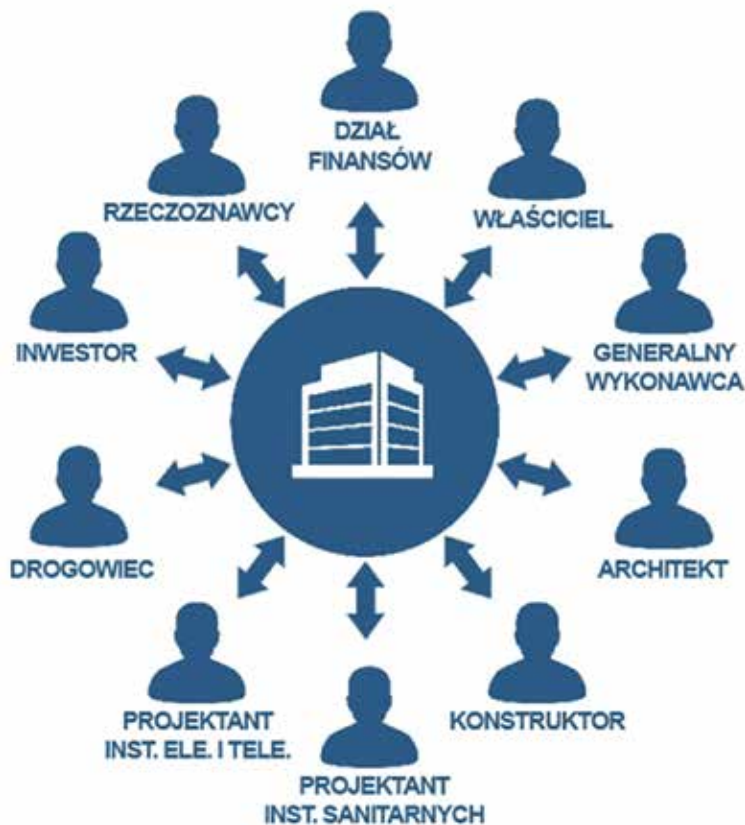 DZIAŁ
FINANSÓW
RZECZOZNAWCY
WŁAŚCICIEL
INWESTOR
GENERALNY
WYKONAWCA
DROGOWIEC
ARCHITEKT
PROJEKTANT
INST. ELE. I TELE.
KONSTRUKTOR
PROJEKTANT
INST. SANITARNYCH